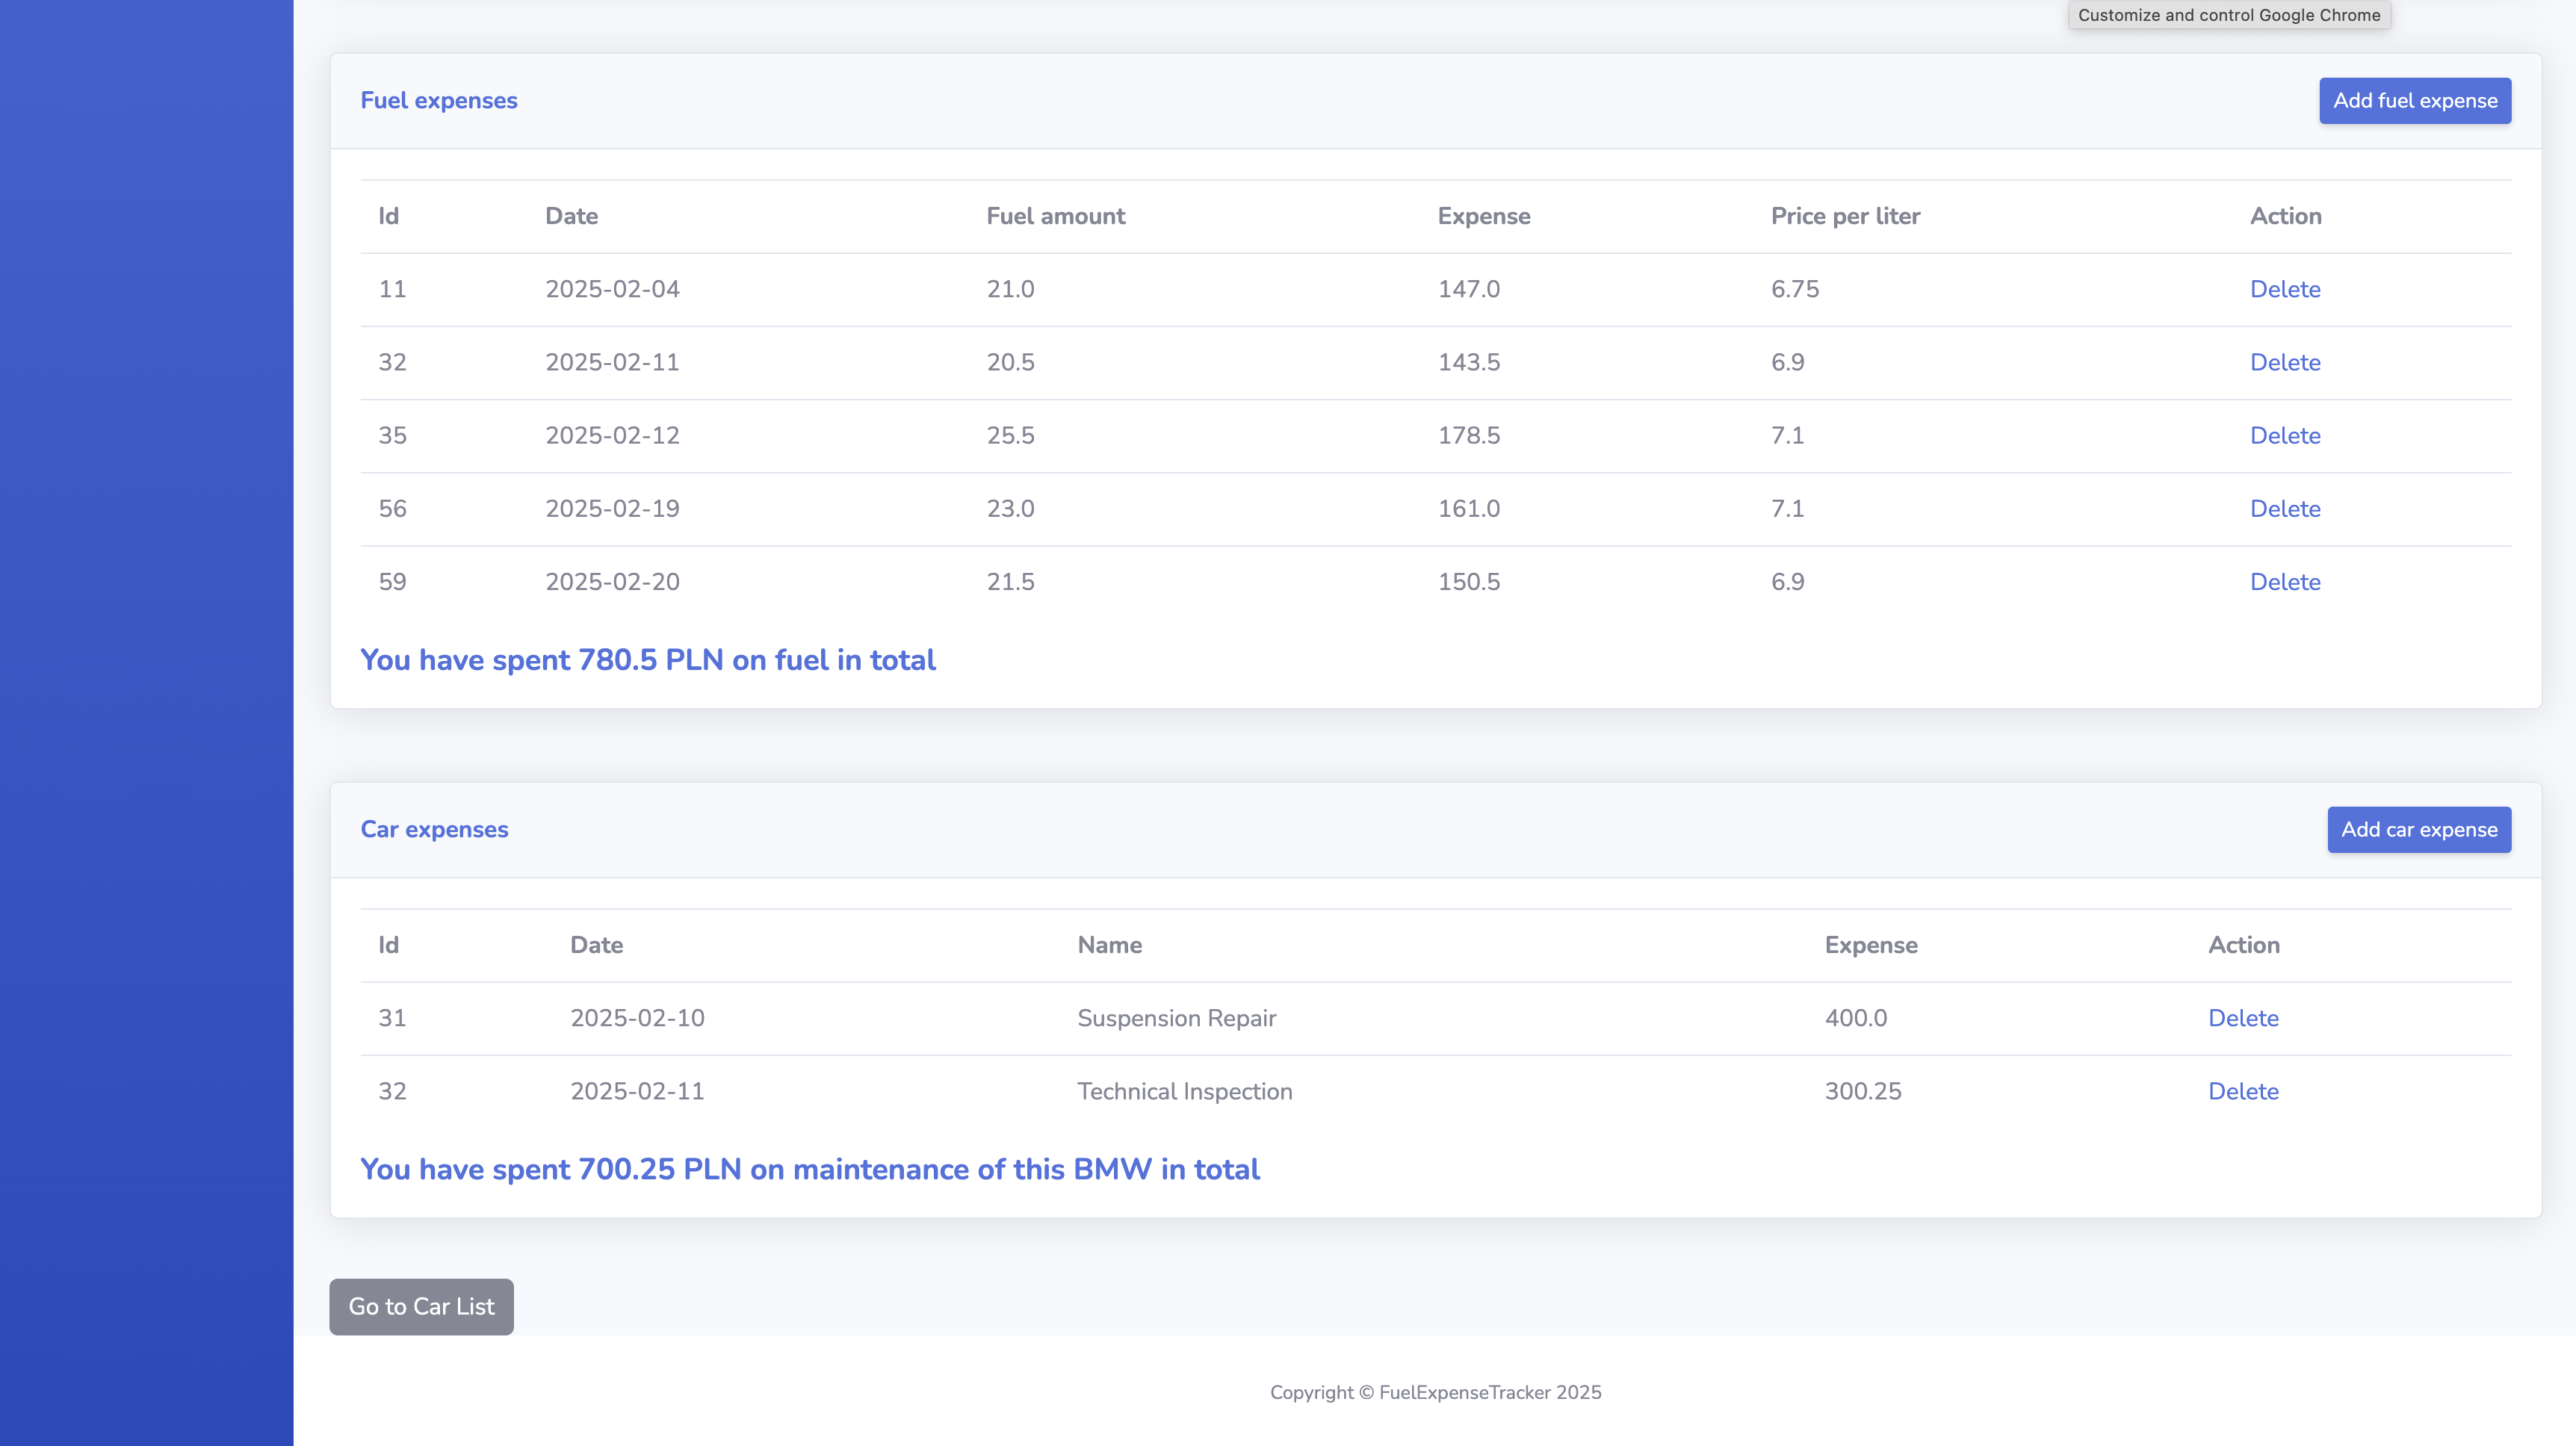 Customize and control Google Chrome
Fuel expenses
Add fuel expense
Id Date Fuel amount Expense Price per liter Action
11 2025-02-04 21.0 147.0 6.75 Delete
32 2025-02-11 20.5 143.5 6.9 Delete
35 2025-02-12 25.5 178.5 7.1 Delete
56 2025-02-19 23.0 161.0 7.1 Delete
59 2025-02-20 21.5 150.5 6.9 Delete
You have spent 780.5 PLN on fuel in total
Car expenses
Add car expense
Id Date Name Expense Action
31 2025-02-10 Suspension Repair 400.0 Delete
32 2025-02-11 Technical Inspection 300.25 Delete
You have spent 700.25 PLN on maintenance of this BMW in total
Go to Car List
Copyright © FuelExpenseTracker 2025